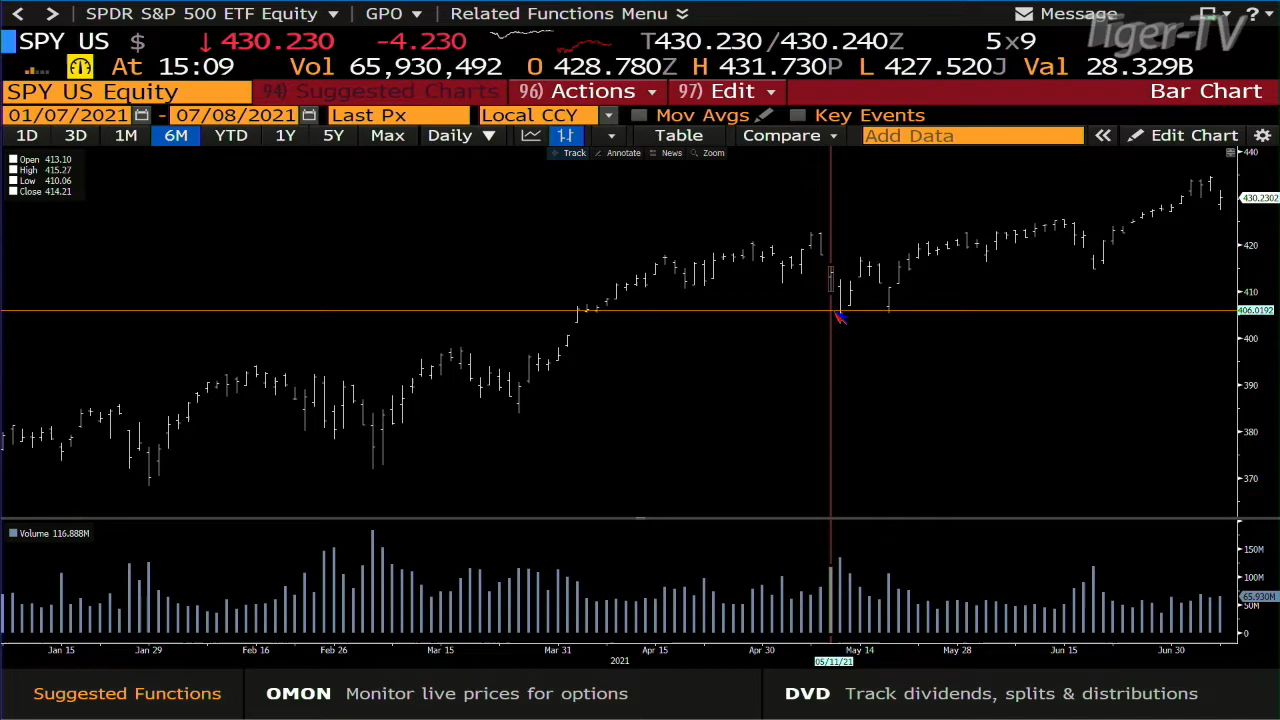 SPDR S&P 500 ETF Equity GPO Related Functions Menu Message ?
Tiger-TV
SPY US $ ↓ 430.230 -4.230 T430.230/430.240Z 5x9
At 15:09 Vol 65,930,492 O 428.780Z H 431.730P L 427.520J Val 28.329B
SPY US Equity 94) Suggested Charts 96) Actions 97) Edit Bar Chart
01/07/2021 - 07/08/2021 Last Px Local CCY Mov Avgs Key Events
1D 3D 1M 6M YTD 1Y 5Y Max Daily Table Compare Add Data Edit Chart
Track Annotate News Zoom
Open 413.10
High 415.27
Low 410.06
Close 414.21
440
430.2302
420
410
406.0192
400
390
380
370
Volume 116.888M
150M
100M
65.930M
50M
0
Jan 15 Jan 29 Feb 16 Feb 26 Mar 15 Mar 31 Apr 15 Apr 30 May 14 May 28 Jun 15 Jun 30
2021 05/11/21
Suggested Functions OMON Monitor live prices for options DVD Track dividends, splits & distributions